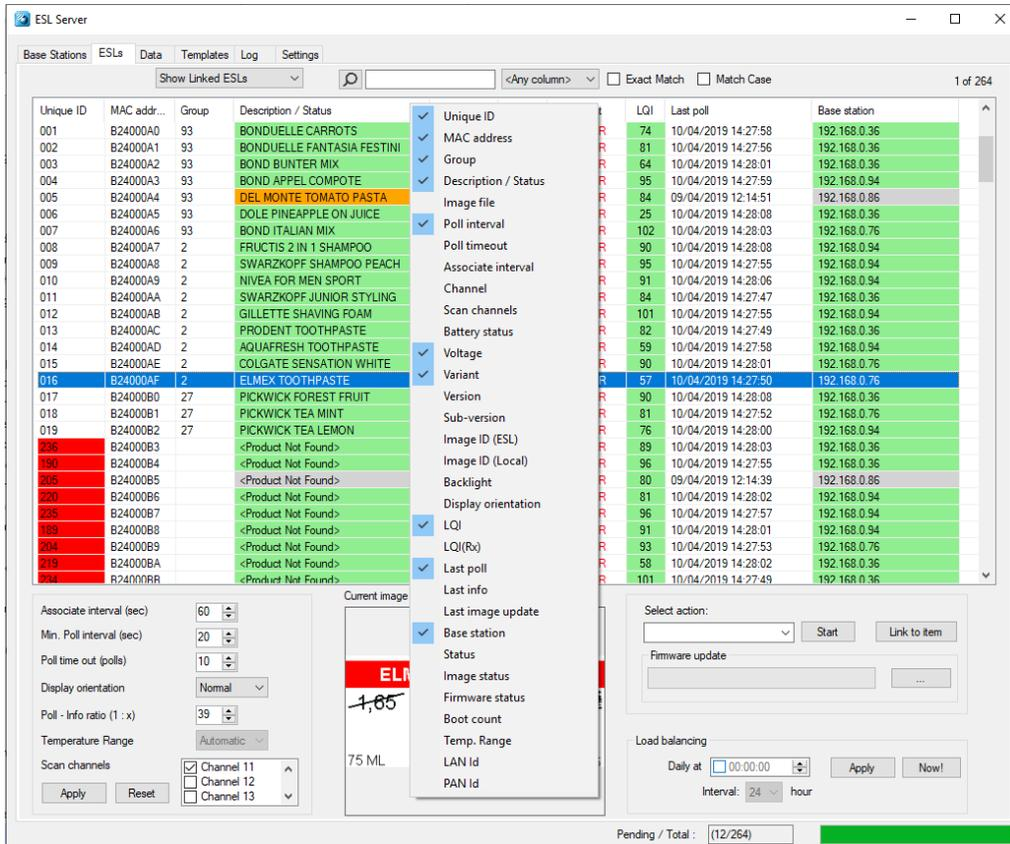 ESL Server
Base Stations ESLs Data Templates Log Settings
Show Linked ESLs <Any column> Exact Match Match Case 1 of 264
Unique ID MAC addr... Group Description / Status LQI Last poll Base station
001 B24000A0 93 BONDUELLE CARROTS R 74 10/04/2019 14:27:58 192.168.0.36
002 B24000A1 93 BONDUELLE FANTASIA FESTINI R 81 10/04/2019 14:27:56 192.168.0.36
003 B24000A2 93 BOND BUNTER MIX R 64 10/04/2019 14:28:01 192.168.0.36
004 B24000A3 93 BOND APPEL COMPOTE R 95 10/04/2019 14:27:59 192.168.0.94
005 B24000A4 93 DEL MONTE TOMATO PASTA R 84 09/04/2019 12:14:51 192.168.0.86
006 B24000A5 93 DOLE PINEAPPLE ON JUICE R 25 10/04/2019 14:28:08 192.168.0.36
007 B24000A6 93 BOND ITALIAN MIX R 102 10/04/2019 14:28:03 192.168.0.36
008 B24000A7 2 FRUCTIS 2 IN 1 SHAMPOO R 90 10/04/2019 14:28:08 192.168.0.94
009 B24000A8 2 SWARZKOPF SHAMPOO PEACH R 95 10/04/2019 14:27:55 192.168.0.94
010 B24000A9 2 NIVEA FOR MEN SPORT R 91 10/04/2019 14:28:06 192.168.0.94
011 B24000AA 2 SWARZKOPF JUNIOR STYLING R 84 10/04/2019 14:27:47 192.168.0.36
012 B24000AB 2 GILLETTE SHAVING FOAM R 101 10/04/2019 14:27:55 192.168.0.94
013 B24000AC 2 PRODENT TOOTHPASTE R 82 10/04/2019 14:27:49 192.168.0.36
014 B24000AD 2 AQUAFRESH TOOTHPASTE R 59 10/04/2019 14:27:58 192.168.0.94
015 B24000AE 2 COLGATE SENSATION WHITE R 90 10/04/2019 14:28:01 192.168.0.76
016 B24000AF 2 ELMEX TOOTHPASTE R 57 10/04/2019 14:27:50 192.168.0.76
017 B24000B0 27 PICKWICK FOREST FRUIT R 90 10/04/2019 14:28:08 192.168.0.36
018 B24000B1 27 PICKWICK TEA MINT R 81 10/04/2019 14:27:52 192.168.0.76
019 B24000B2 27 PICKWICK TEA LEMON R 76 10/04/2019 14:28:00 192.168.0.94
236 B24000B3 <Product Not Found> R 89 10/04/2019 14:28:03 192.168.0.36
190 B24000B4 <Product Not Found> R 96 10/04/2019 14:27:55 192.168.0.36
205 B24000B5 <Product Not Found> R 80 09/04/2019 12:14:39 192.168.0.86
220 B24000B6 <Product Not Found> R 81 10/04/2019 14:28:02 192.168.0.94
235 B24000B7 <Product Not Found> R 96 10/04/2019 14:27:57 192.168.0.94
189 B24000B8 <Product Not Found> R 91 10/04/2019 14:28:01 192.168.0.94
204 B24000B9 <Product Not Found> R 93 10/04/2019 14:27:53 192.168.0.76
219 B24000BA <Product Not Found> R 58 10/04/2019 14:28:02 192.168.0.36
234 B24000BB <Product Not Found> R 101 10/04/2019 14:27:49 192.168.0.36
Unique ID
MAC address
Group
Description / Status
Image file
Poll interval
Poll timeout
Associate interval
Channel
Scan channels
Battery status
Voltage
Variant
Version
Sub-version
Image ID (ESL)
Image ID (Local)
Backlight
Display orientation
LQI
LQI(Rx)
Last poll
Last info
Last image update
Base station
Status
Image status
Firmware status
Boot count
Temp. Range
LAN Id
PAN Id
Associate interval (sec) 60
Min. Poll interval (sec) 20
Poll time out (polls) 10
Display orientation Normal
Poll - Info ratio (1 : x) 39
Temperature Range Automatic
Scan channels Channel 11
Channel 12
Channel 13
Apply Reset
Current image
1,65
75 ML
Select action:
Start Link to item
Firmware update
...
Load balancing
Daily at 00:00:00 Apply Now!
Interval: 24 hour
Pending / Total : (12/264)